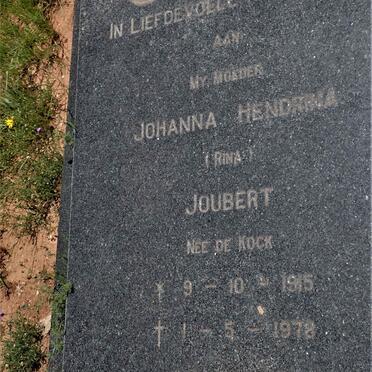 IN LIEFDEVOLLE
AAN
MY MOEDER
JOHANNA HENDRINA
(RINA)
JOUBERT
NEE DE KOCK
* 9 - 10 - 1915
† 1 - 5 - 1978